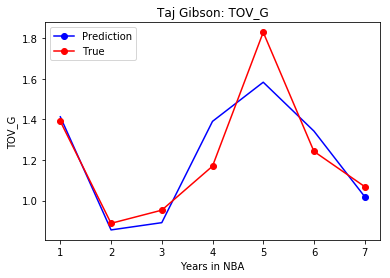 Taj Gibson: TOV_G
Prediction
True
TOV_G
1.8
1.6
1.4
1.2
1.0
1 2 3 4 5 6 7
Years in NBA